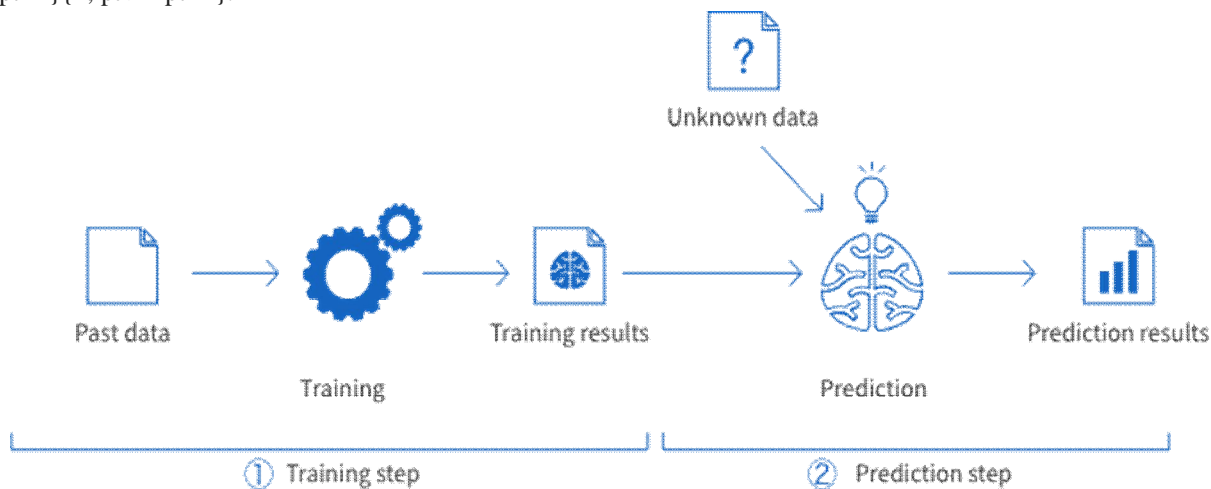 ?
Unknown data
Past data
Training results
Prediction results
Training
Prediction
① Training step
② Prediction step